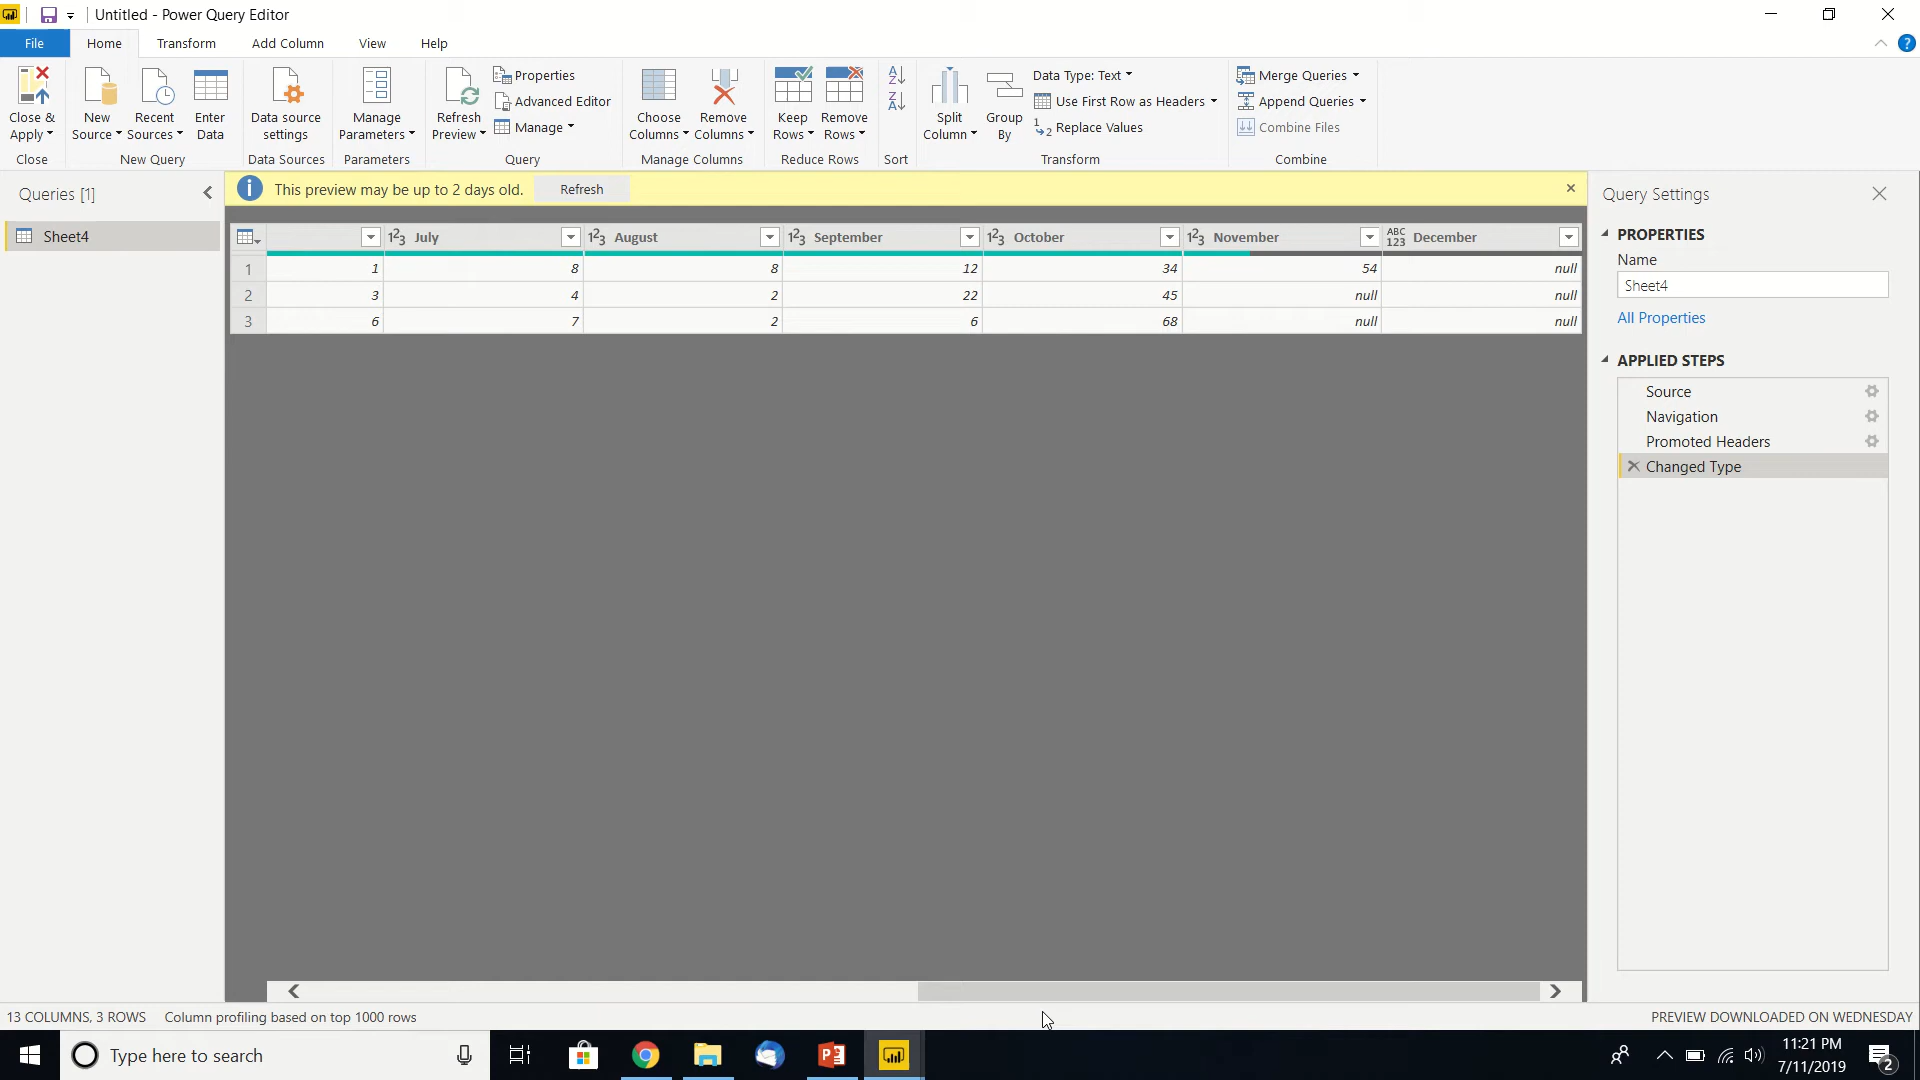 Untitled - Power Query Editor
File Home Transform Add Column View Help
Close & Apply
New Source
Recent Sources
Enter Data
Data source settings
Manage Parameters
Refresh Preview
Properties
Advanced Editor
Manage
Choose Columns
Remove Columns
Keep Rows
Remove Rows
Split Column
Group By
Data Type: Text
Use First Row as Headers
Replace Values
Merge Queries
Append Queries
Combine Files
Close New Query Data Sources Parameters Query Manage Columns Reduce Rows Sort Transform Combine
Queries [1]
Sheet4
This preview may be up to 2 days old. Refresh
July August September October November December
1 1 8 8 12 34 54 null
2 3 4 2 22 45 null null
3 6 7 2 6 68 null null
Query Settings
PROPERTIES
Name
Sheet4
All Properties
APPLIED STEPS
Source
Navigation
Promoted Headers
Changed Type
13 COLUMNS, 3 ROWS Column profiling based on top 1000 rows
PREVIEW DOWNLOADED ON WEDNESDAY
Type here to search
11:21 PM
7/11/2019
2